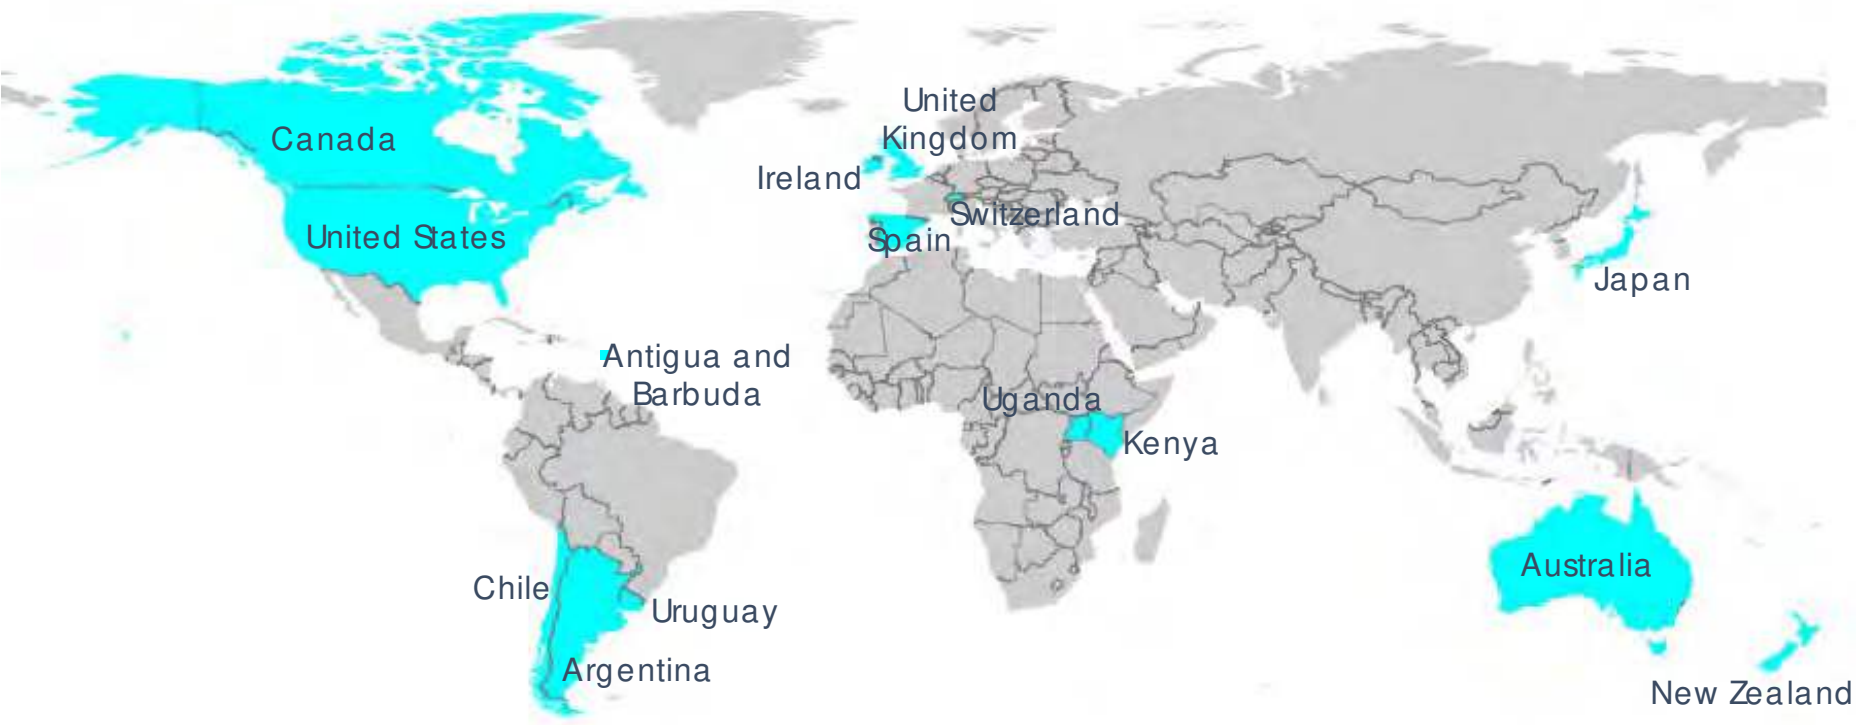 United
Kingdom
Canada
Ireland
Switzerland
United States
Spain
Japan
Antigua and
Barbuda
Uganda
Kenya
Australia
Chile
Uruguay
Argentina
New Zealand